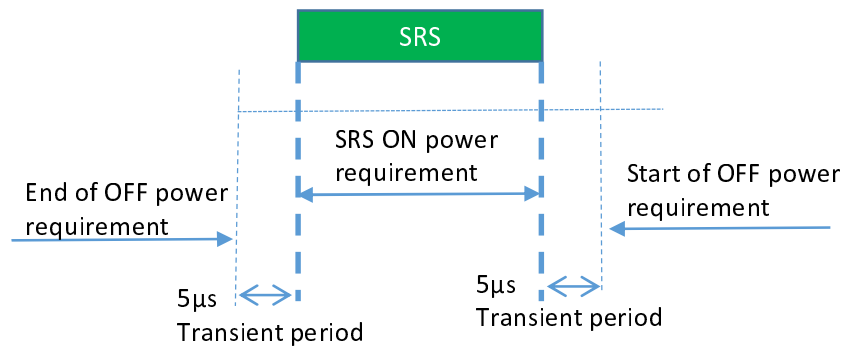 SRS
SRS ON power
requirement
End of OFF power
requirement
Start of OFF power
requirement
5µs
Transient period
5µs
Transient period